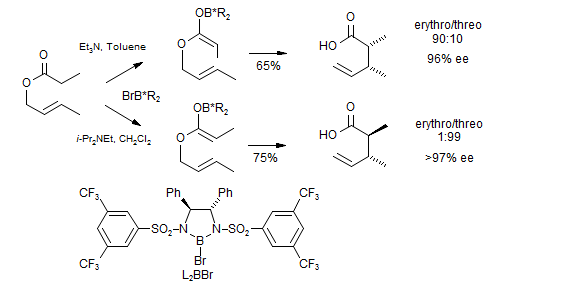 OB*R2
O
Et3N, Toluene
O
65%
O
HO
erythro/threo
90:10
96% ee
O
O
BrB*R2
i-Pr2NEt, CH2Cl2
OB*R2
O
75%
O
HO
erythro/threo
1:99
>97% ee
CF3
Ph
Ph
CF3
SO2-N
N-SO2
B
CF3
Br
CF3
L2BBr